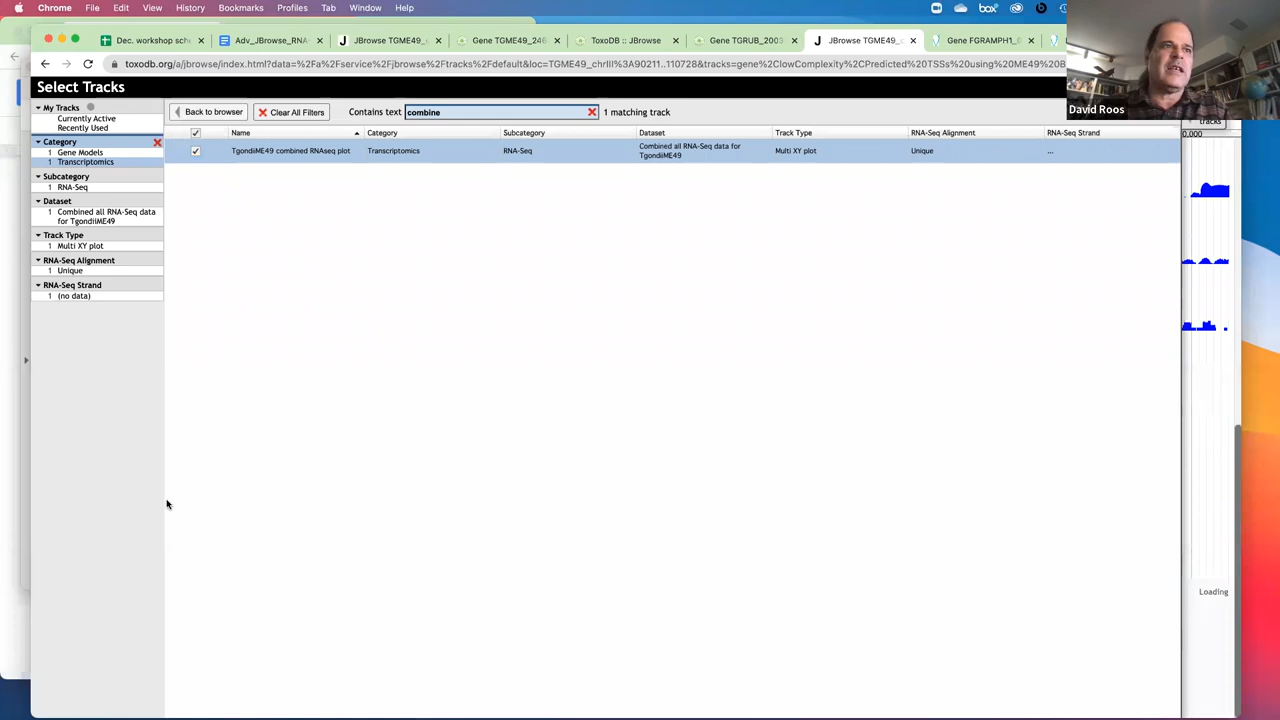 Chrome File Edit View History Bookmarks Profiles Tab Window Help
box
Dec. workshop sch Adv_JBrowse_RNA JBrowse TGME49_c Gene TGME49_246 ToxoDB :: JBrowse Gene TGRUB_2003 JBrowse TGME49_c Gene FGRAMPH1_0
toxodb.org/a/jbrowse/index.html?data=%2Fa%2Fservice%2Fjbrowse%2Ftracks%2Fdefault&loc=TGME49_chrIII%3A90211..110728&tracks=gene%2ClowComplexity%2CPredicted%20TSSs%20using%20ME49%20B
Select Tracks
David Roos
tracks
0.000
My Tracks
Currently Active
Recently Used
Category
1 Gene Models
1 Transcriptomics
Subcategory
1 RNA-Seq
Dataset
1 Combined all RNA-Seq data
for TgondiiME49
Track Type
1 Multi XY plot
RNA-Seq Alignment
1 Unique
RNA-Seq Strand
1 (no data)
Back to browser Clear All Filters Contains text combine 1 matching track
Name Category Subcategory Dataset Track Type RNA-Seq Alignment RNA-Seq Strand
TgondiiME49 combined RNAseq plot Transcriptomics RNA-Seq Combined all RNA-Seq data for
TgondiiME49 Multi XY plot Unique ...
Loading